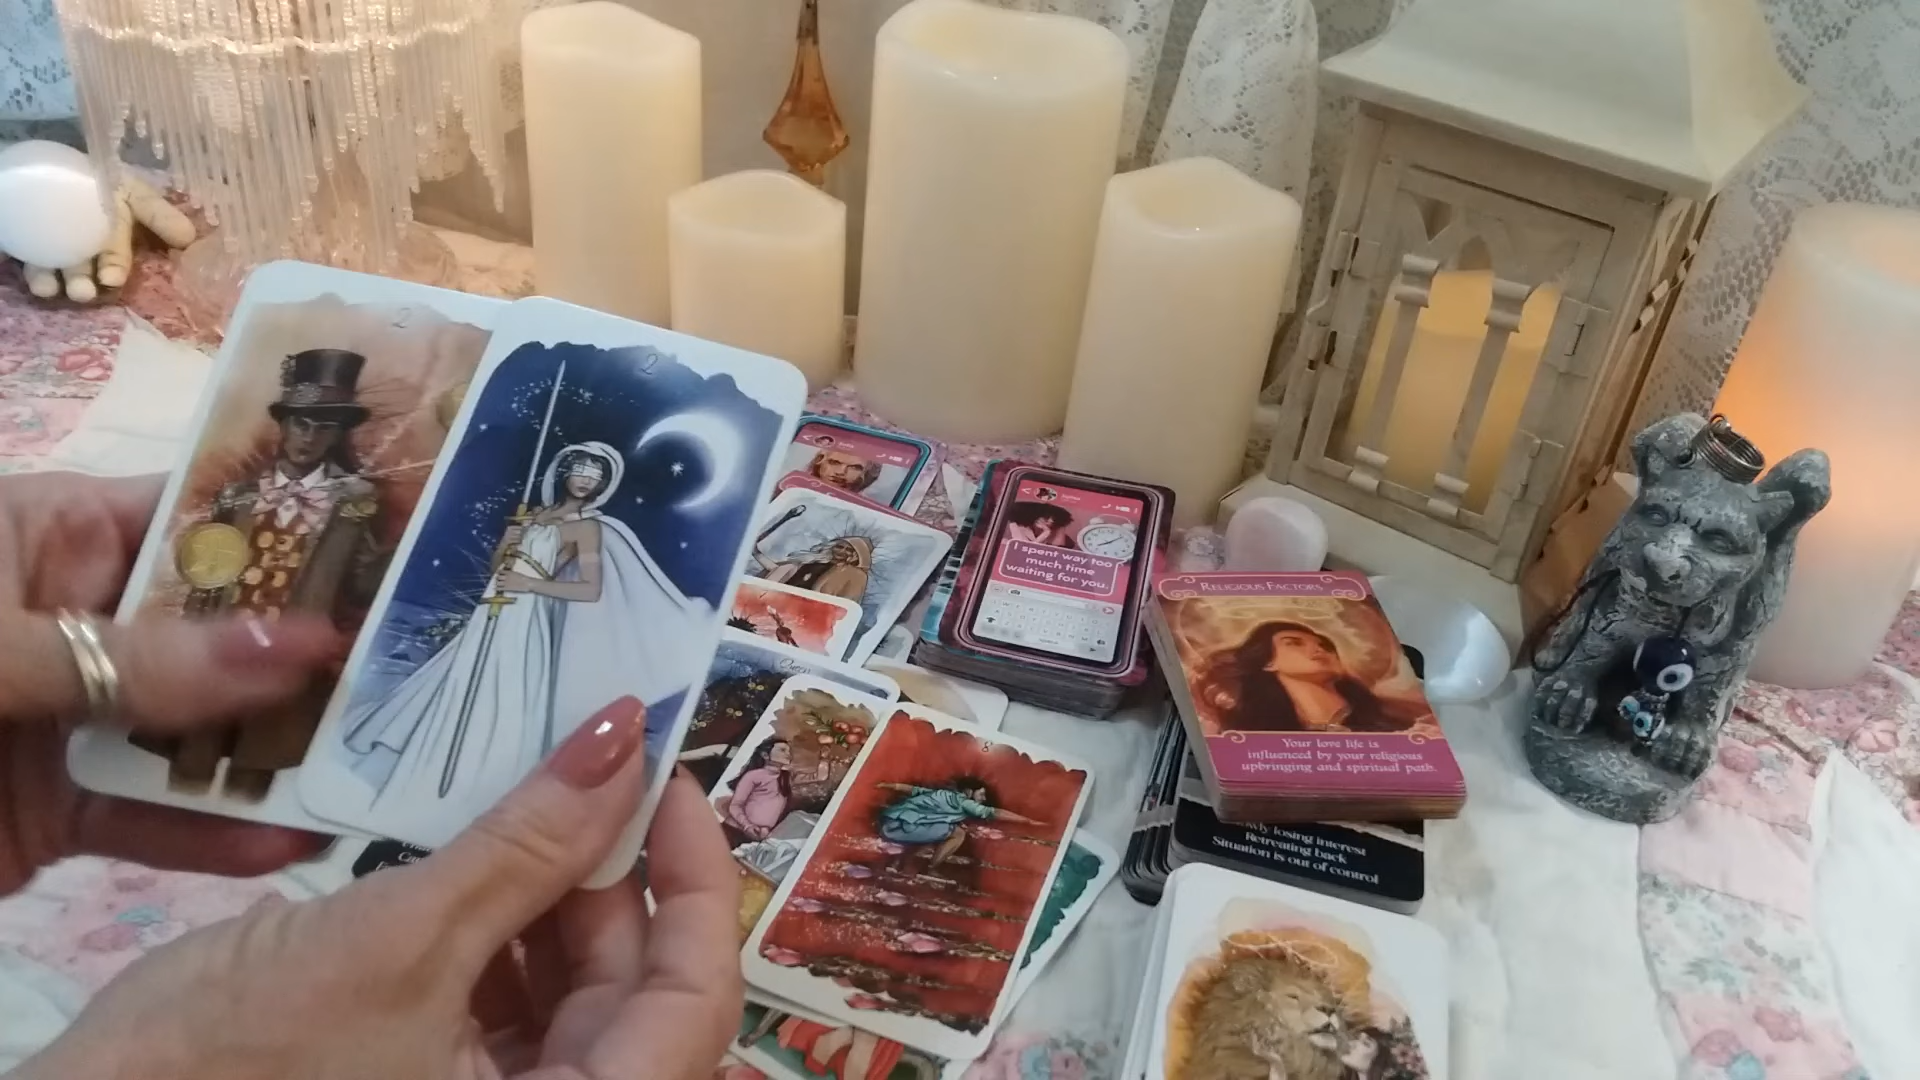 2
2
I spent way too
much time
waiting for you.
RELIGIOUS FACTORS
Your love life is
influenced by your religious
upbringing and spiritual path.
losing interest
Retreating back
Situation is out of control
Queen
8